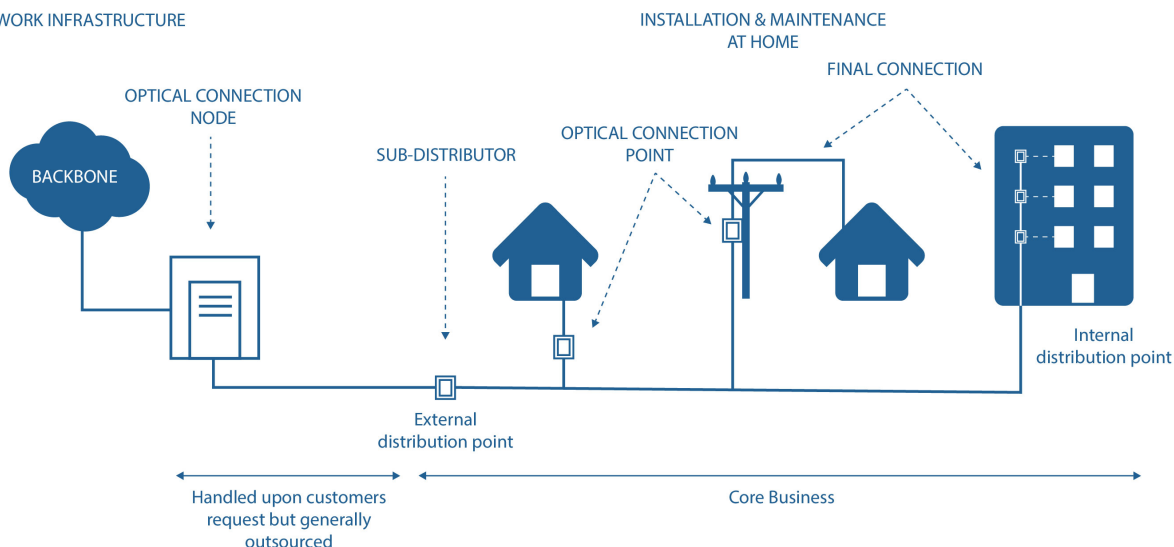 WORK INFRASTRUCTURE
INSTALLATION & MAINTENANCE
AT HOME
FINAL CONNECTION
OPTICAL CONNECTION
NODE
OPTICAL CONNECTION
POINT
SUB-DISTRIBUTOR
BACKBONE
Internal
distribution point
External
distribution point
Handled upon customers
request but generally
outsourced
Core Business